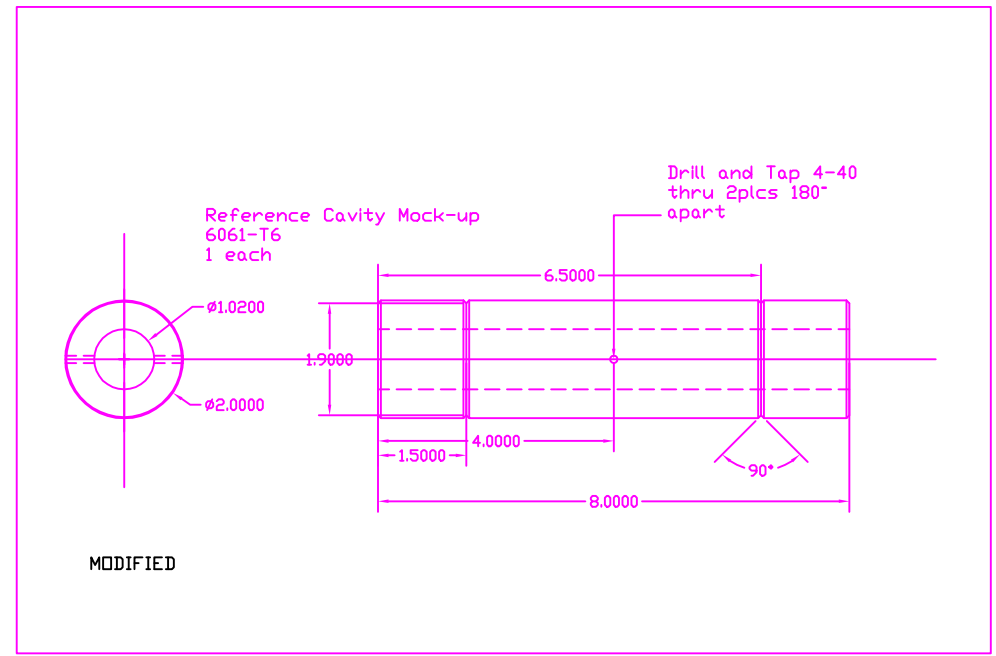 Drill and Tap 4-40
thru 2plcs 180°
apart
Reference Cavity Mock-up
6061-T6
1 each
6.5000
ø1.0200
1.9000
ø2.0000
4.0000
1.5000
90°
8.0000
MODIFIED